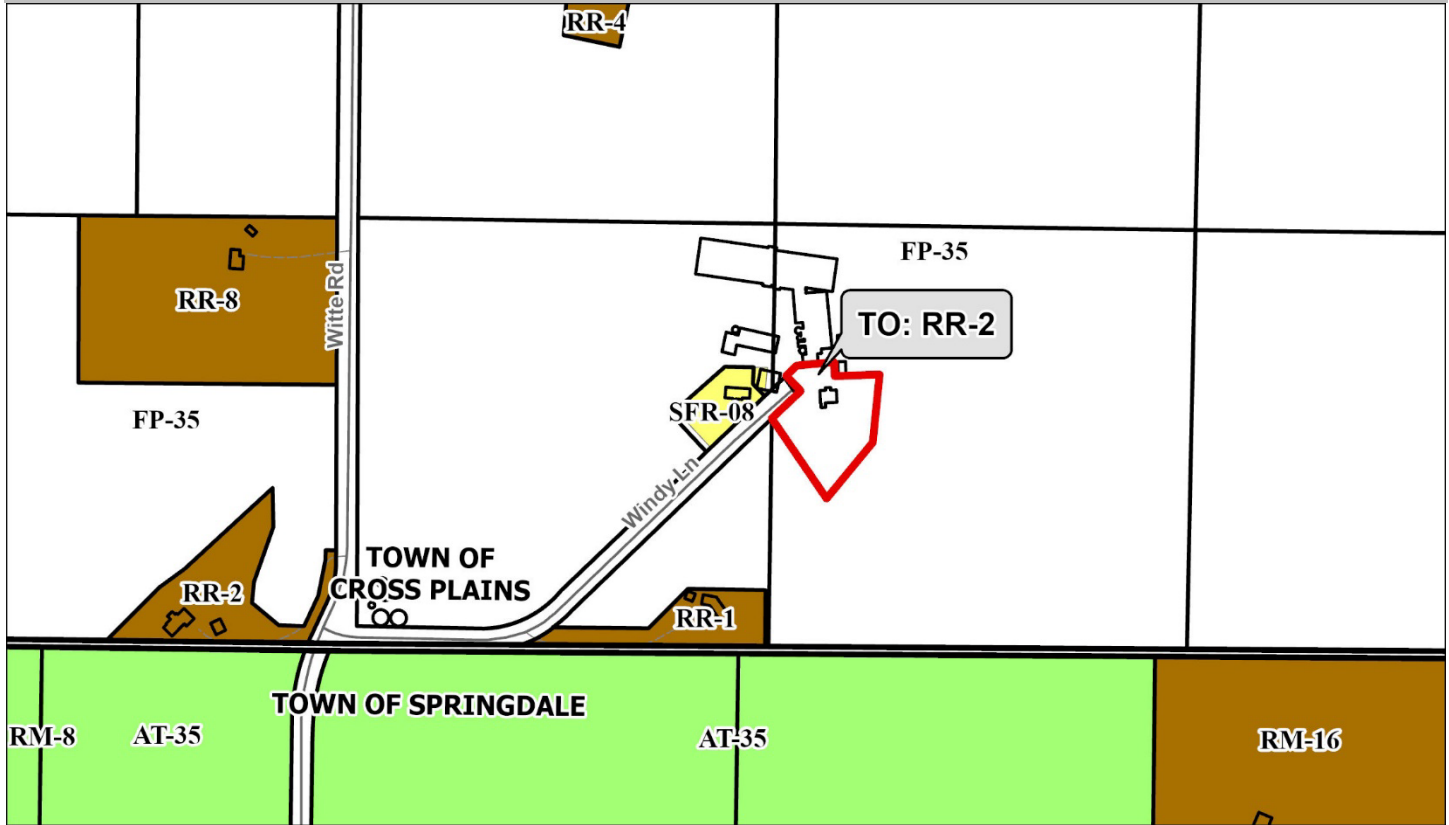 RR-4
FP-35
RR-8
Witte Rd
TO: RR-2
FP-35
SFR-08
Windy Ln
TOWN OF
CROSS PLAINS
RR-2
RR-1
TOWN OF SPRINGDALE
RM-8
AT-35
AT-35
RM-16